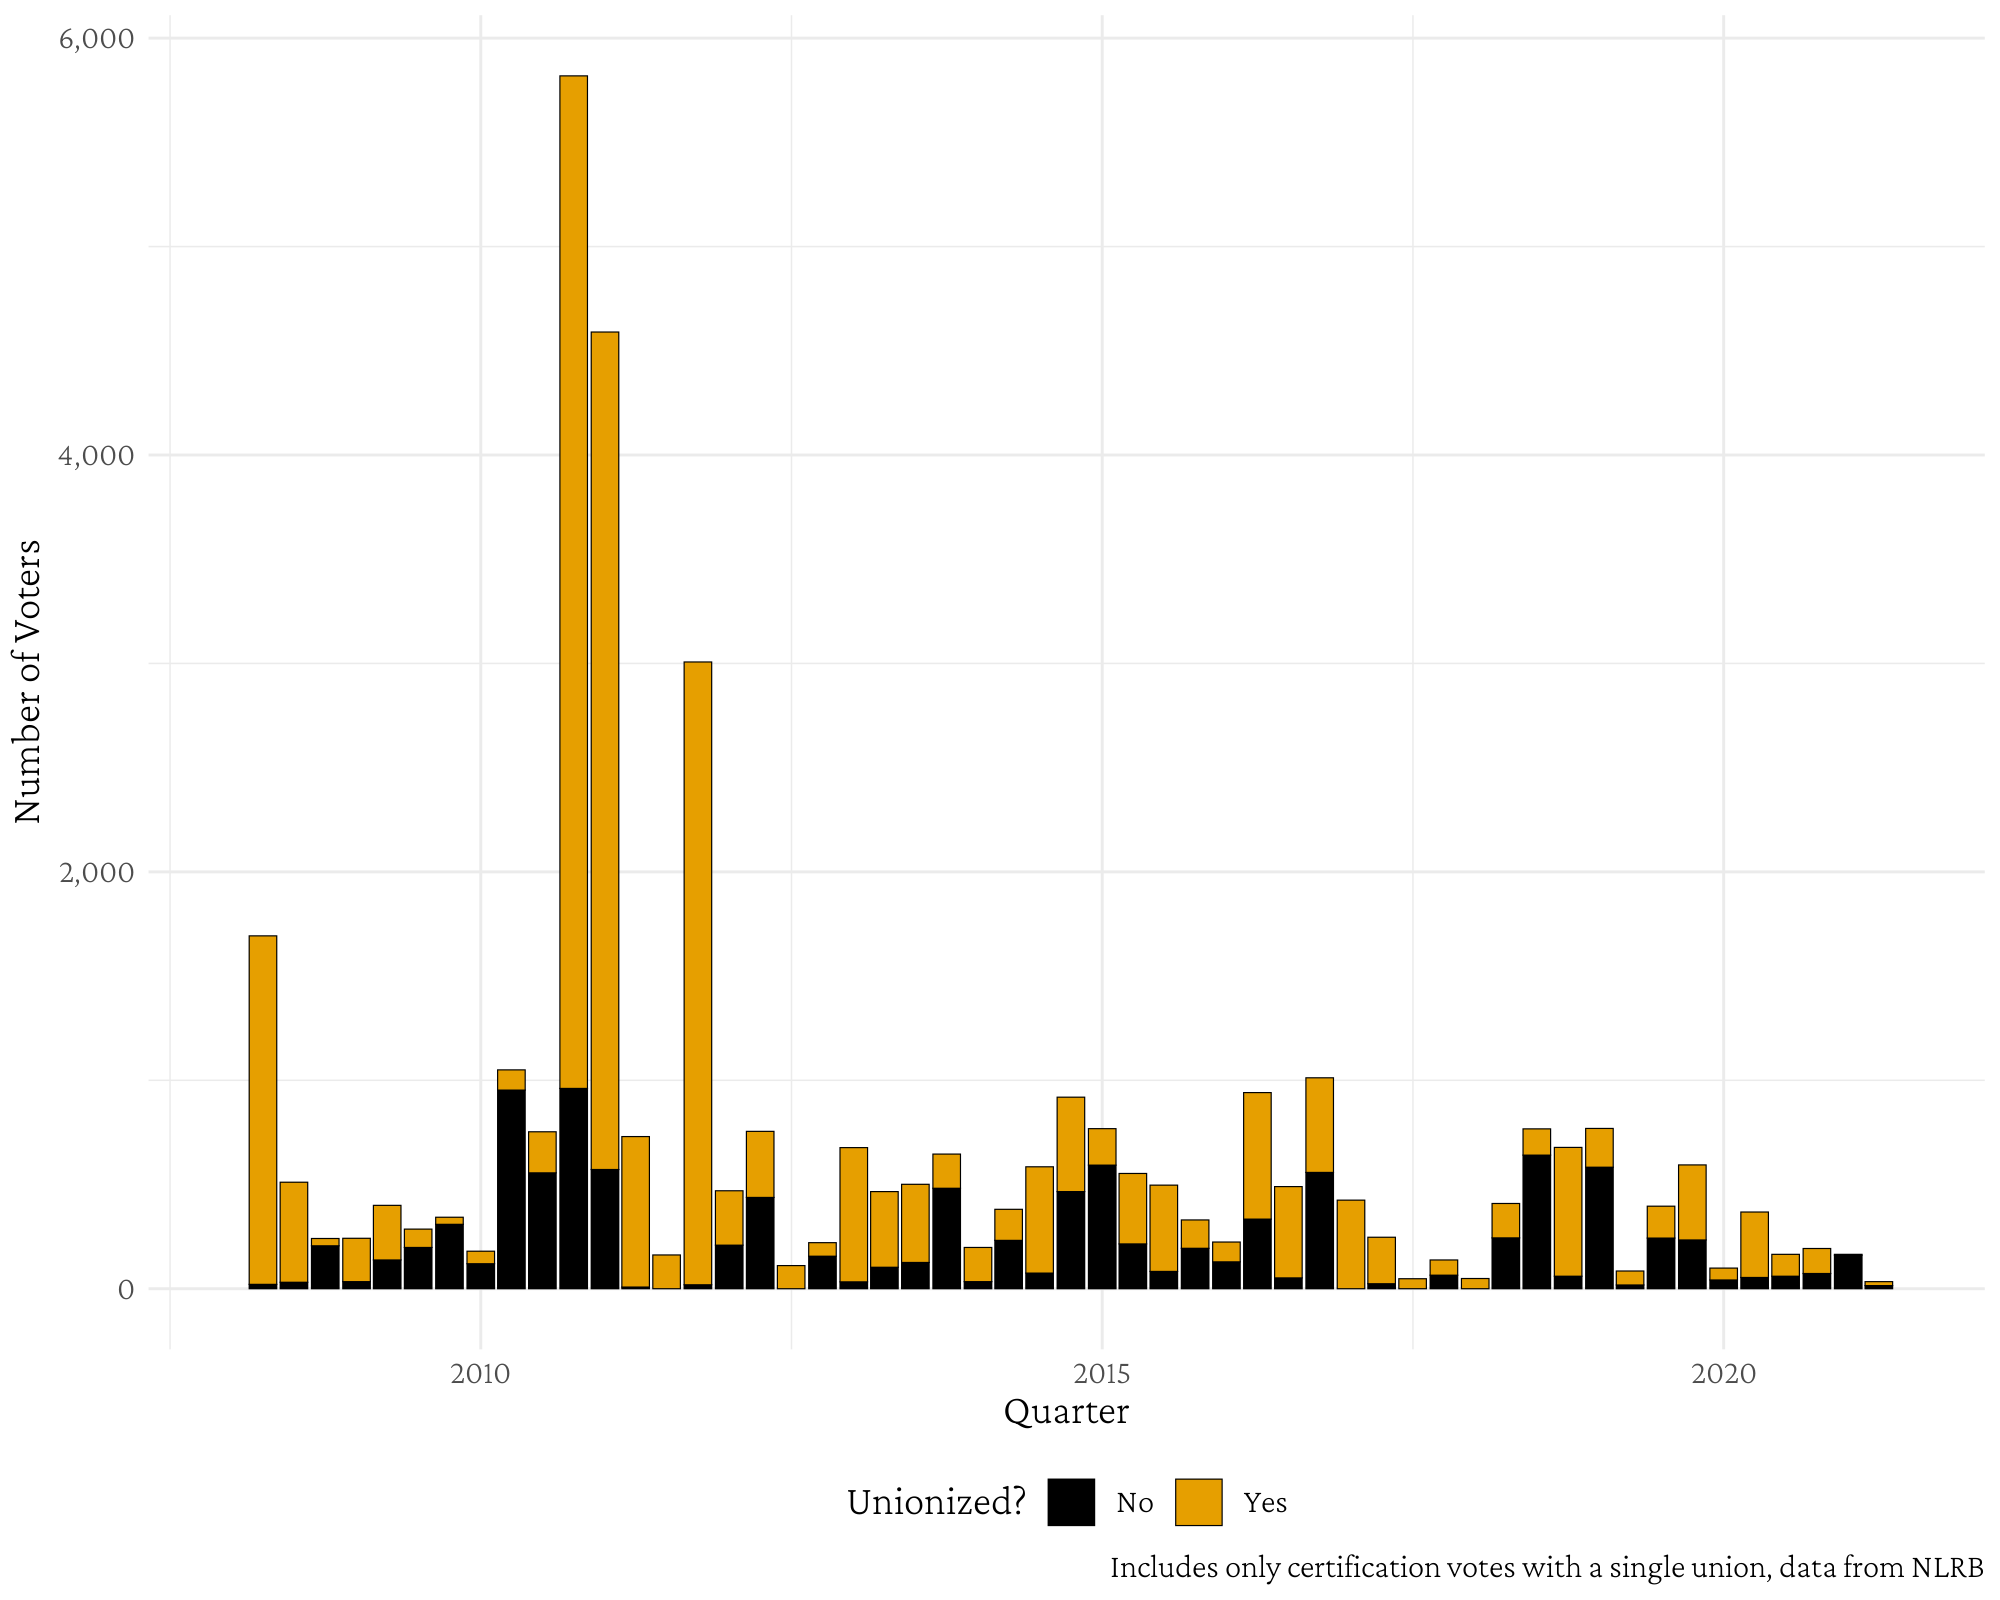 6,000
4,000
2,000
0
Number of Voters
2010 2015 2020
Quarter
Unionized? No Yes
Includes only certification votes with a single union, data from NLRB